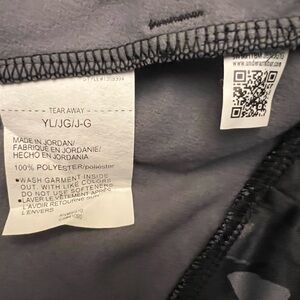 TEAR AWAY
YL/JG/J-G
MADE IN JORDAN/
FABRIQUÉ EN JORDANIE/
HECHO EN JORDANIA
100% POLYESTER/poliéster
•WASH GARMENT INSIDE
OUT. WITH LIKE COLORS
DO NOT USE SOFTENERS
•LAVER LE VÊTEMENT APRÈS
L'AVOIR RETOURNÉ SUR
L'ENVERS
www.underarmour.com